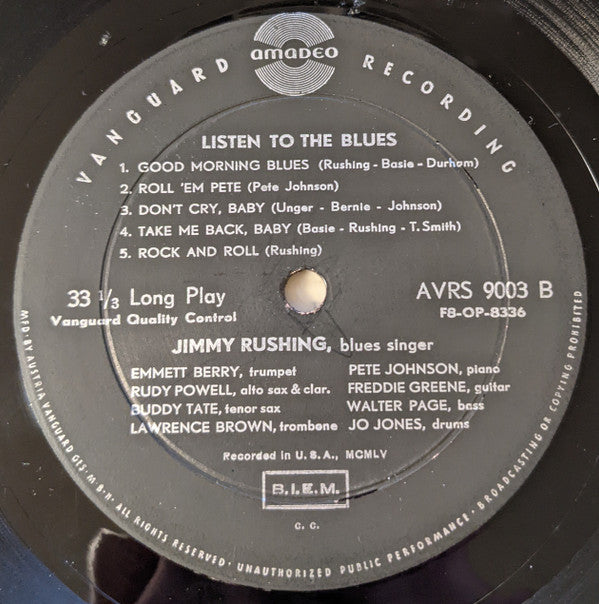 VANGUARD RECORDING
AMADEO
LISTEN TO THE BLUES
1. GOOD MORNING BLUES (Rushing - Basie - Durham)
2. ROLL 'EM PETE (Pete Johnson)
3. DON'T CRY, BABY (Unger - Bernie - Johnson)
4. TAKE ME BACK, BABY (Basie - Rushing - T. Smith)
5. ROCK AND ROLL (Rushing)
33 1/3 Long Play
Vanguard Quality Control
AVRS 9003 B
F8-OP-8336
JIMMY RUSHING, blues singer
EMMETT BERRY, trumpet
RUDY POWELL, alto sax & clar.
BUDDY TATE, tenor sax
LAWRENCE BROWN, trombone
PETE JOHNSON, piano
FREDDIE GREENE, guitar
WALTER PAGE, bass
JO JONES, drums
Recorded in U.S.A., MCMLV
B.I.E.M.
C. C.
MFD. BY AUSTRIA VANGUARD GES. M. B. H. ALL RIGHTS RESERVED · UNAUTHORIZED PUBLIC PERFORMANCE · BROADCASTING OR COPYING PROHIBITED